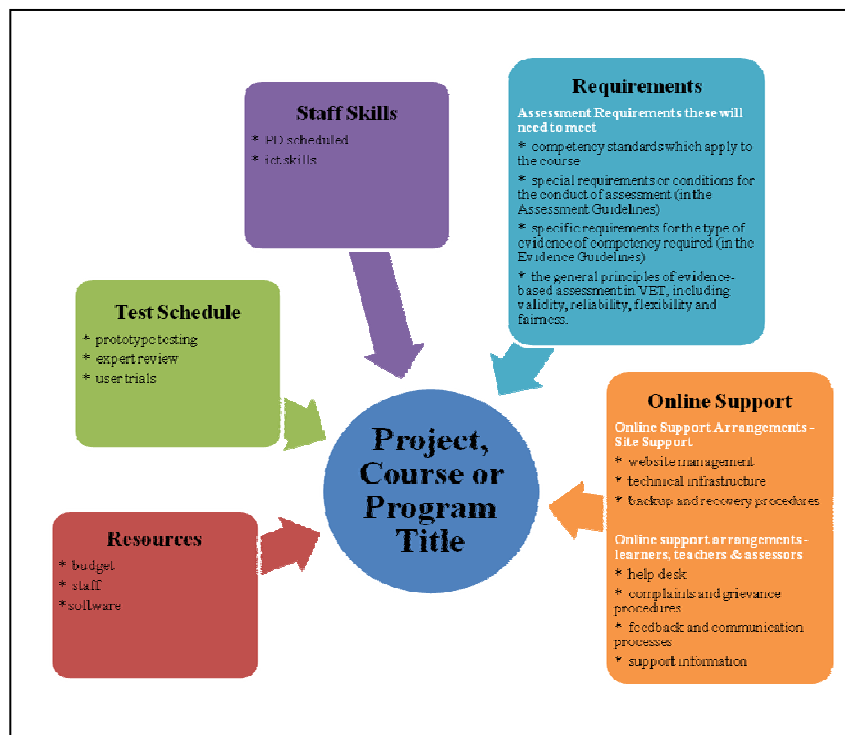 Staff Skills
* PD scheduled
* ict skills
Requirements
Assessment Requirements these will
need to meet
* competency standards which apply to
the course
* special requirements or conditions for
the conduct of assessment (in the
Assessment Guidelines)
* specific requirements for the type of
evidence of competency required (in the
Evidence Guidelines)
* the general principles of evidence-
based assessment in VET, including
validity, reliability, flexibility and
fairness.
Test Schedule
* prototype testing
* expert review
* user trials
Project,
Course or
Program
Title
Online Support
Online Support Arrangements -
Site Support
* website management
* technical infrastructure
* backup and recovery procedures
Online support arrangements -
learners, teachers & assessors
* help desk
* complaints and grievance
procedures
* feedback and communication
processes
* support information
Resources
* budget
* staff
*software